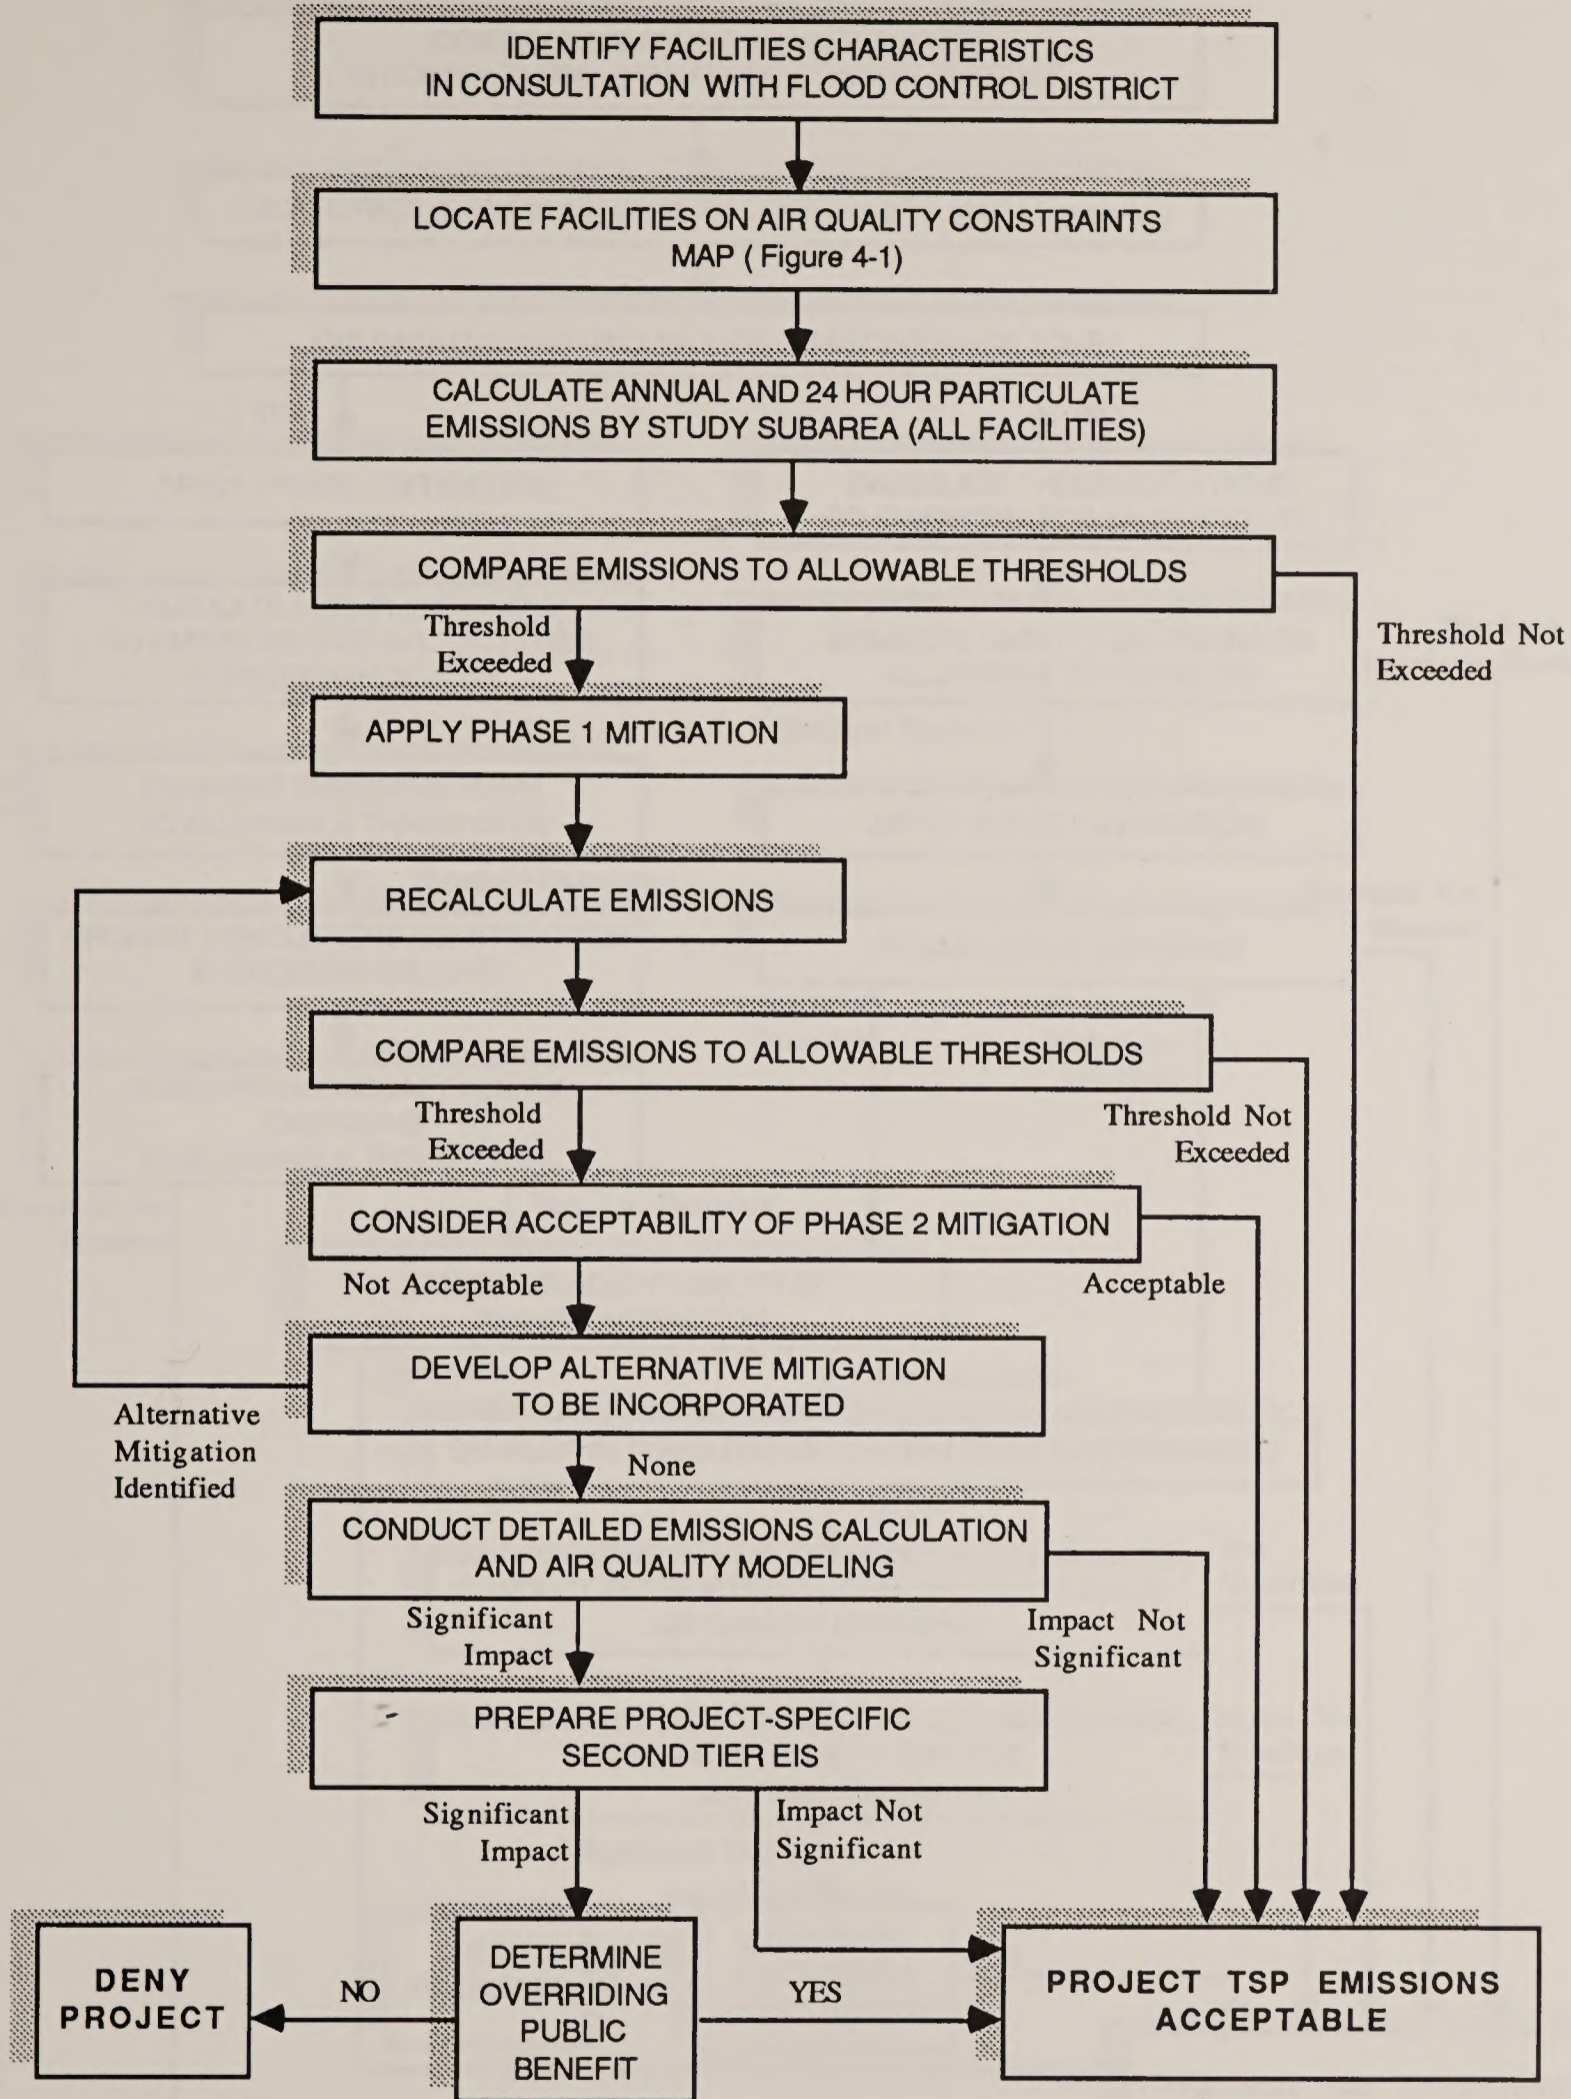 IDENTIFY FACILITIES CHARACTERISTICS
IN CONSULTATION WITH FLOOD CONTROL DISTRICT
LOCATE FACILITIES ON AIR QUALITY CONSTRAINTS
MAP ( Figure 4-1)
CALCULATE ANNUAL AND 24 HOUR PARTICULATE
EMISSIONS BY STUDY SUBAREA (ALL FACILITIES)
COMPARE EMISSIONS TO ALLOWABLE THRESHOLDS
Threshold
Exceeded
Threshold Not
Exceeded
APPLY PHASE 1 MITIGATION
RECALCULATE EMISSIONS
COMPARE EMISSIONS TO ALLOWABLE THRESHOLDS
Threshold
Exceeded
Threshold Not
Exceeded
CONSIDER ACCEPTABILITY OF PHASE 2 MITIGATION
Not Acceptable
Acceptable
DEVELOP ALTERNATIVE MITIGATION
TO BE INCORPORATED
Alternative
Mitigation
Identified
None
CONDUCT DETAILED EMISSIONS CALCULATION
AND AIR QUALITY MODELING
Significant
Impact
Impact Not
Significant
PREPARE PROJECT-SPECIFIC
SECOND TIER EIS
Significant
Impact
Impact Not
Significant
DENY
PROJECT
NO
DETERMINE
OVERRIDING
PUBLIC
BENEFIT
YES
PROJECT TSP EMISSIONS
ACCEPTABLE